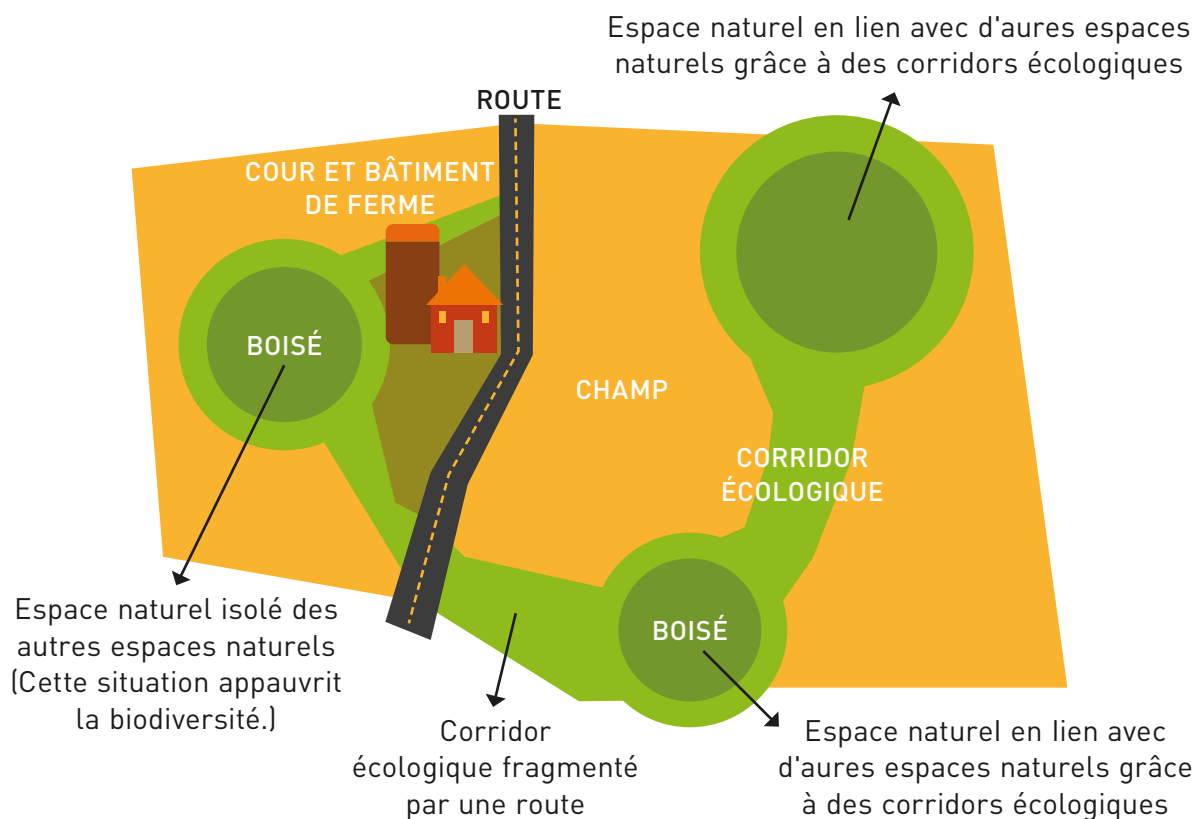 Espace naturel en lien avec d'aures espaces
naturels grâce à des corridors écologiques
ROUTE
COUR ET BÂTIMENT
DE FERME
BOISÉ
CHAMP
CORRIDOR
ÉCOLOGIQUE
BOISÉ
Espace naturel isolé des
autres espaces naturels
(Cette situation appauvrit
la biodiversité.)
Corridor
écologique fragmenté
par une route
Espace naturel en lien avec
d'aures espaces naturels grâce
à des corridors écologiques